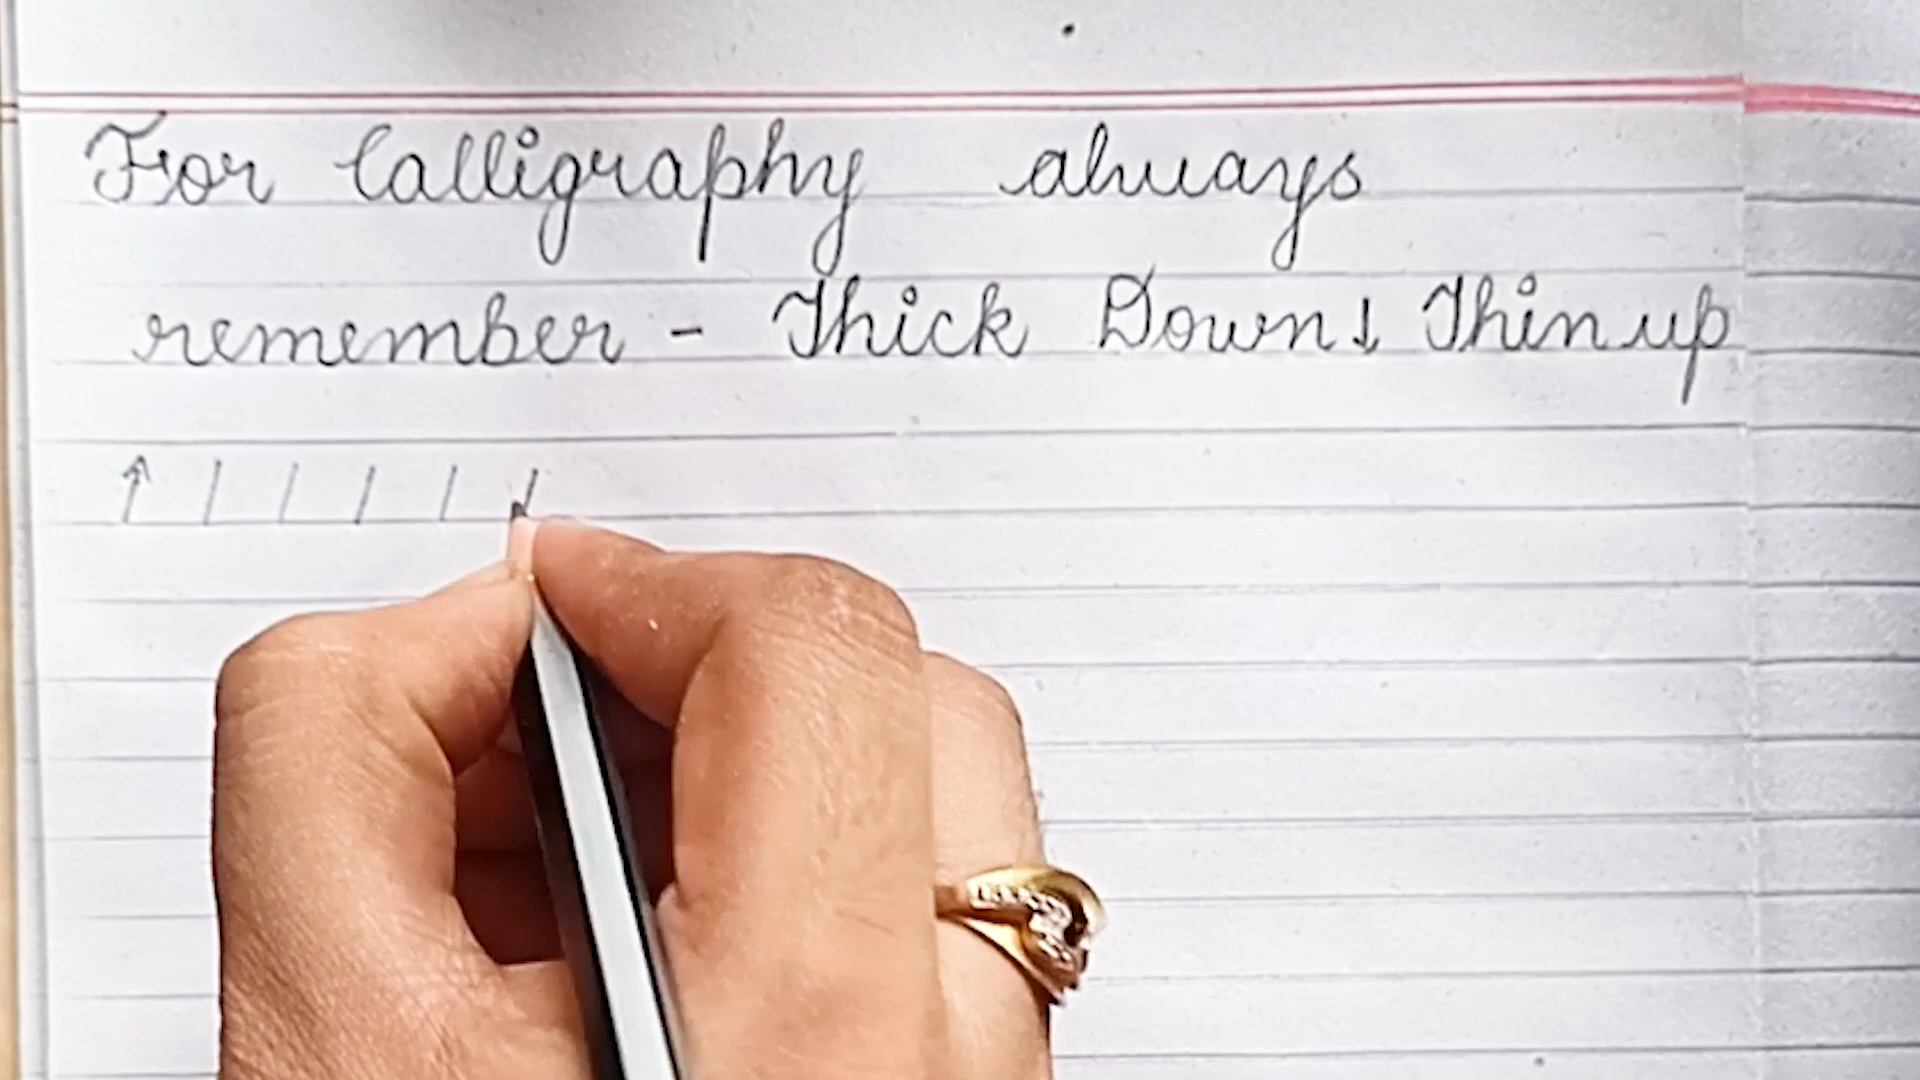 For Calligraphy always
remember - Thick Down ↓ Thin up
↑ / / / / /